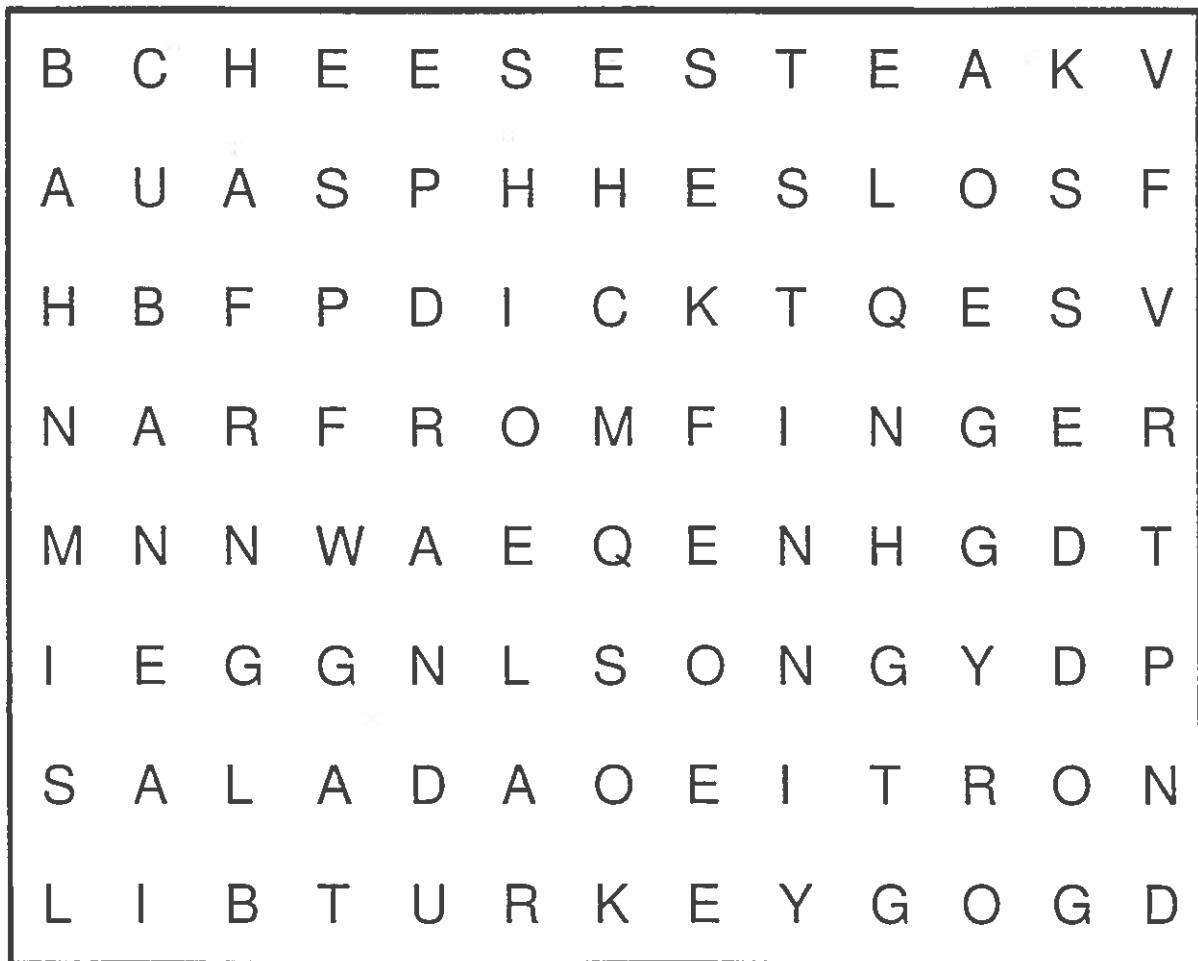 B C H E E S E S T E A K V
A U A S P H H E S L O S F
H B F P D I C K T Q E S V
N A R F R O M F I N G E R
M N N W A E Q E N H G D T
I E G G N L S O N G Y D P
S A L A D A O E I T R O N
L I B T U R K E Y G O G D